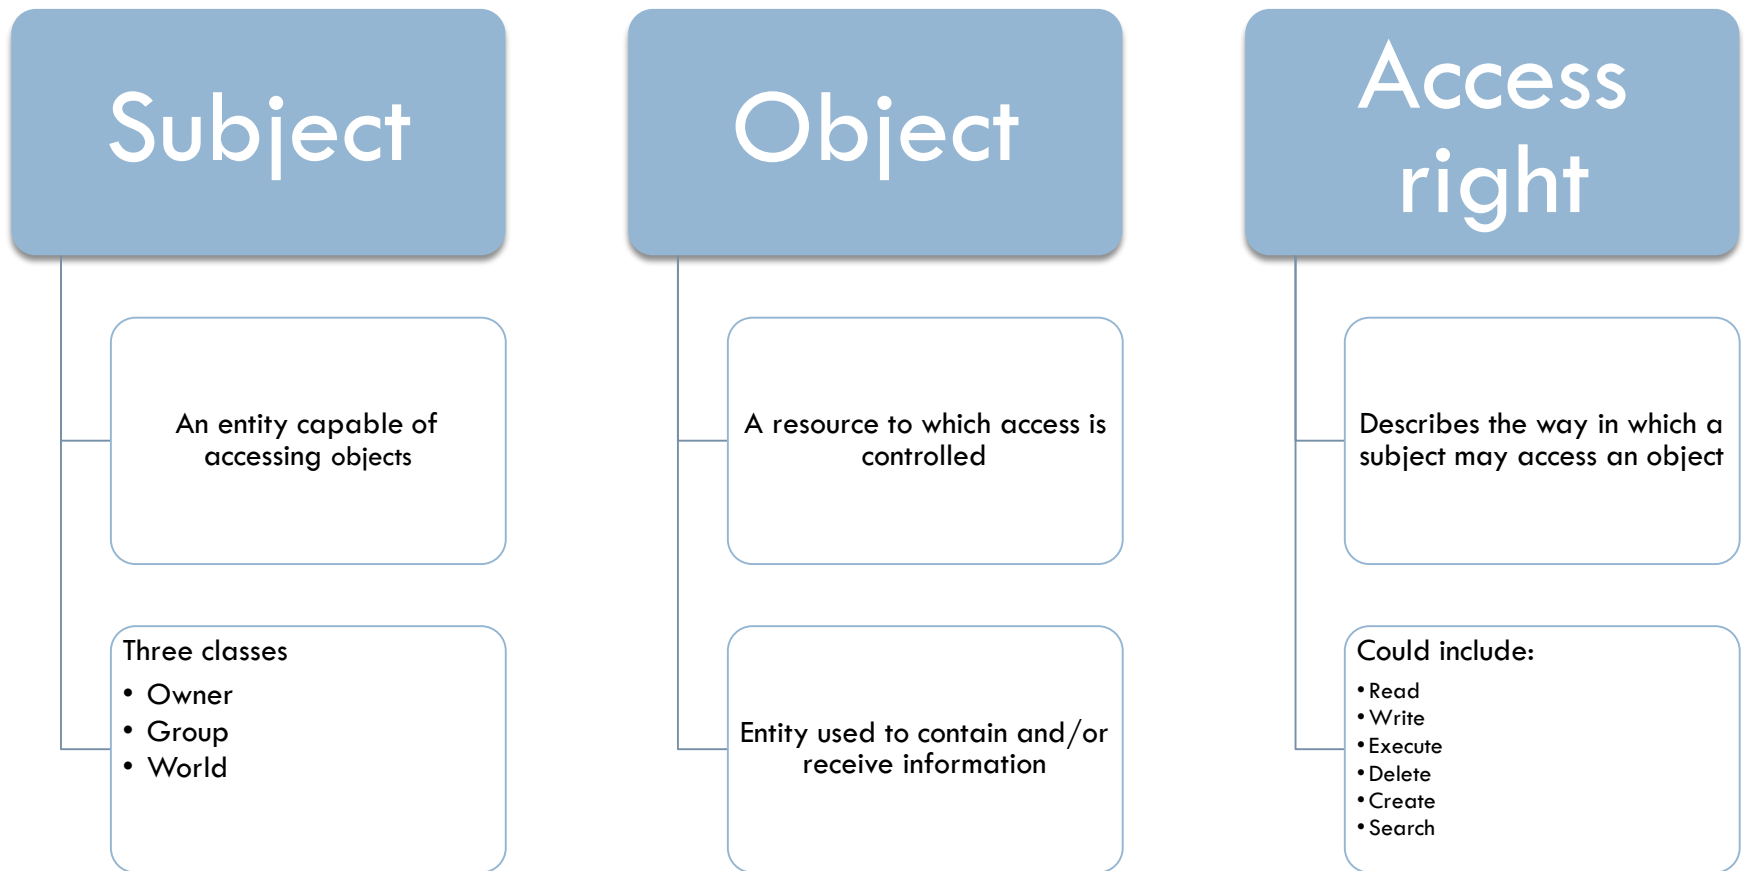 Subject
An entity capable of
accessing objects
Three classes
• Owner
• Group
• World
Object
A resource to which access is
controlled
Entity used to contain and/or
receive information
Access
right
Describes the way in which a
subject may access an object
Could include:
• Read
• Write
• Execute
• Delete
• Create
• Search